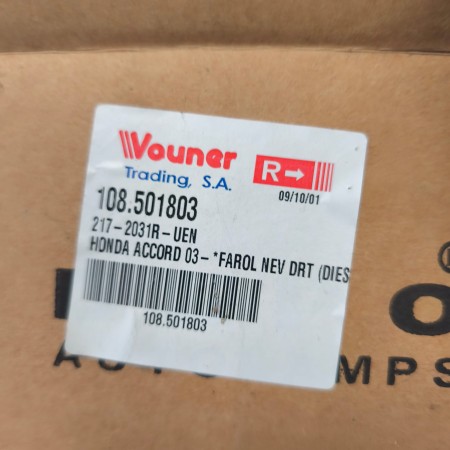 Vouner
R→
Trading, S.A.
09/10/01
108.501803
217-2031R-UEN
HONDA ACCORD 03- *FAROL NEV DRT (DIES
108.501803